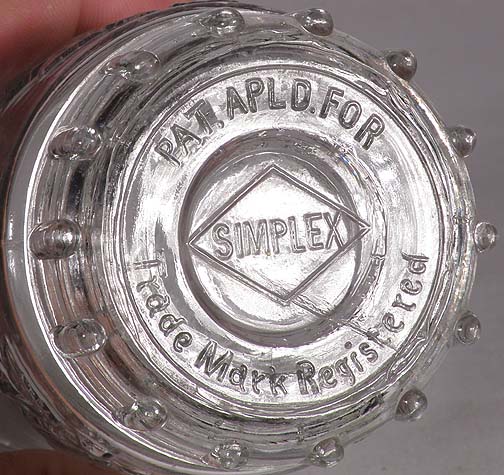 PAT. APLD. FOR
SIMPLEX
Trade Mark Registered